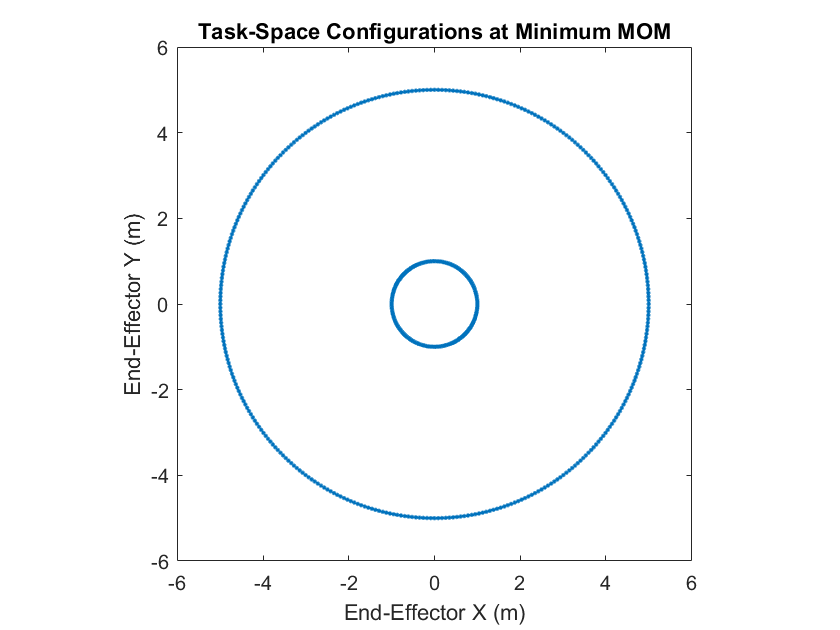 Task-Space Configurations at Minimum MOM
6
4
2
0
-2
-4
-6
End-Effector Y (m)
-6 -4 -2 0 2 4 6
End-Effector X (m)